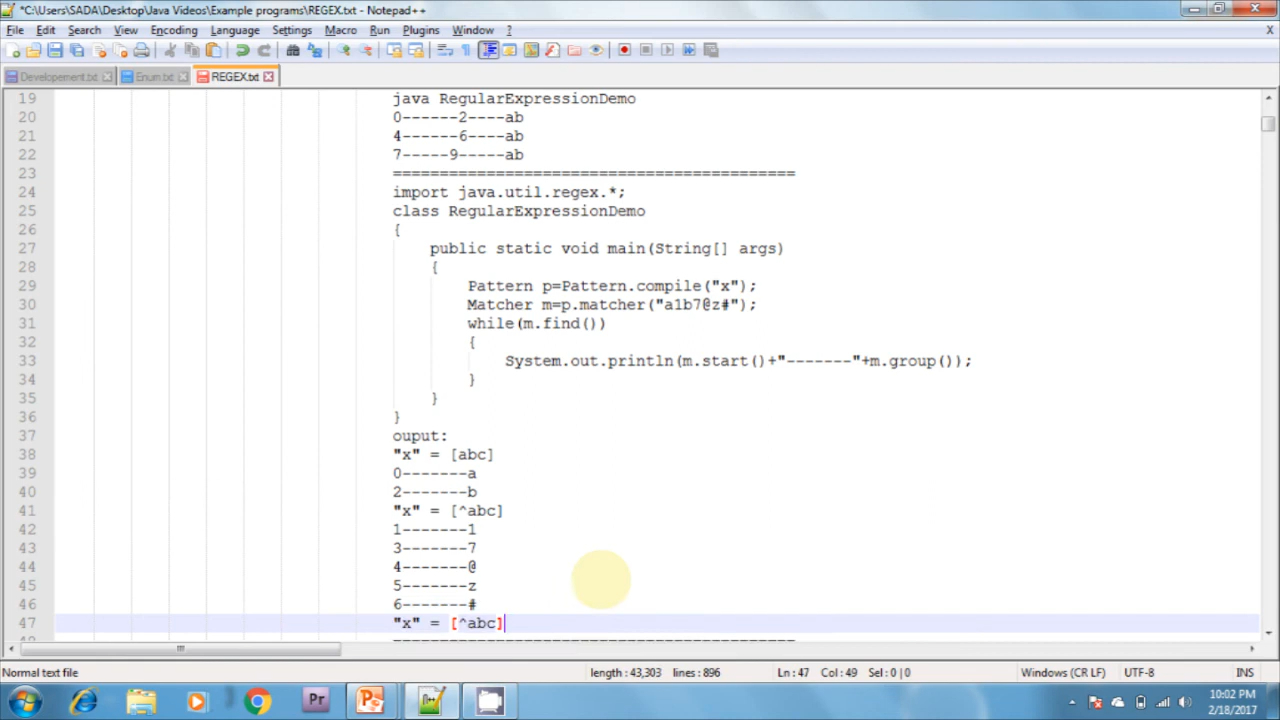 *C:\Users\SADA\Desktop\Java Videos\Example programs\REGEX.txt - Notepad++
File Edit Search View Encoding Language Settings Macro Run Plugins Window ? X
Developement.txt Enum.txt REGEX.txt
19 java RegularExpressionDemo
20 0------2----ab
21 4------6----ab
22 7-----9-----ab
23 ===========================================
24 import java.util.regex.*;
25 class RegularExpressionDemo
26 {
27 public static void main(String[] args)
28 {
29 Pattern p=Pattern.compile("x");
30 Matcher m=p.matcher("a1b7@z#");
31 while(m.find())
32 {
33 System.out.println(m.start()+"-------"+m.group());
34 }
35 }
36 }
37 ouput:
38 "x" = [abc]
39 0-------a
40 2-------b
41 "x" = [^abc]
42 1-------1
43 3-------7
44 4-------@
45 5-------z
46 6-------#
47 "x" = [^abc]
Normal text file length : 43,303 lines : 896 Ln : 47 Col : 49 Sel : 0 | 0 Windows (CR LF) UTF-8 INS
Pr
10:02 PM
2/18/2017